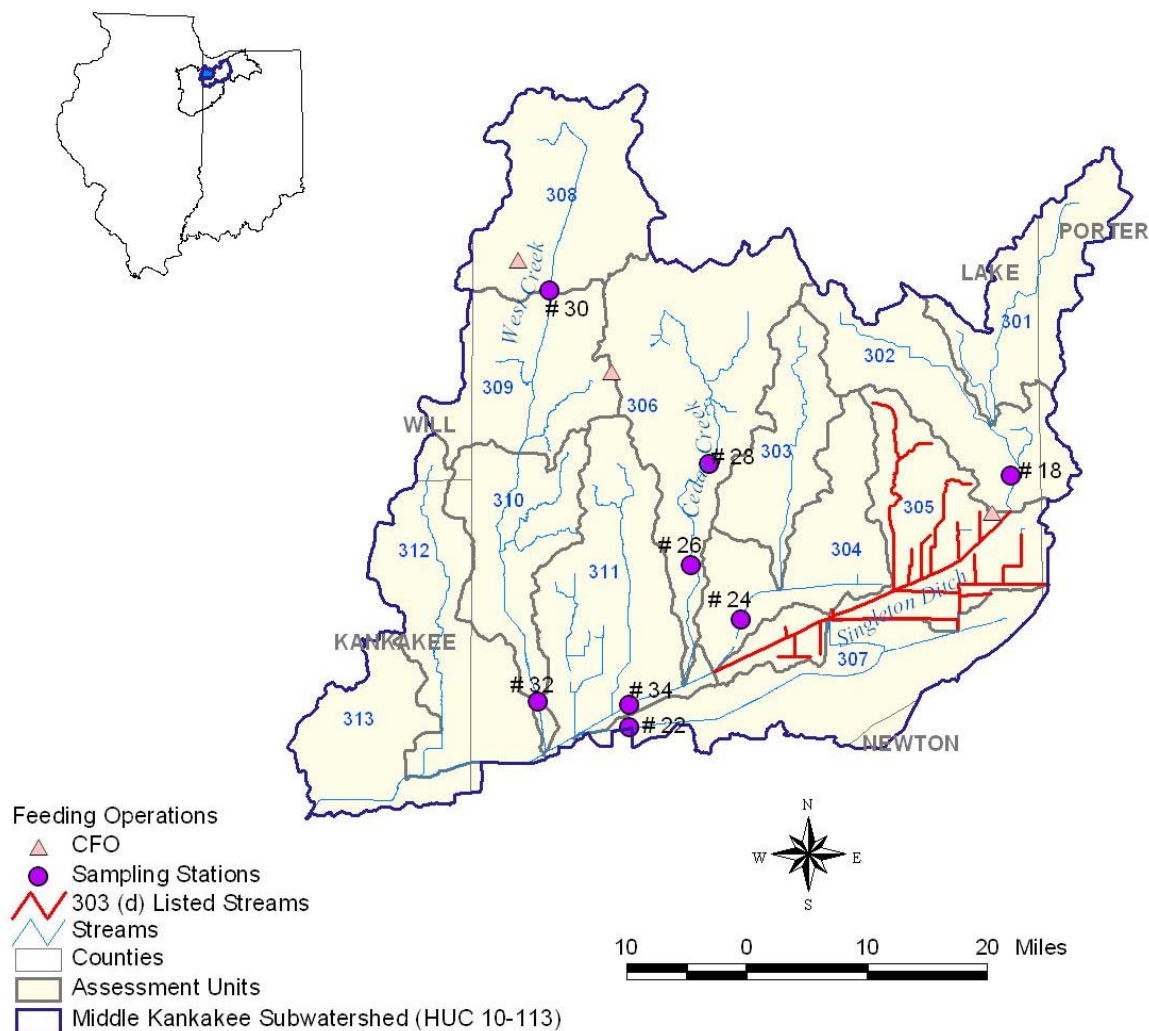 308
PORTER
LAKE
301
West Creek
# 30
302
309
306
WILL
Cedar Creek
# 28
303
# 18
310
305
312
# 26
311
304
# 24
Singleton Ditch
KANKAKEE
307
# 32
# 34
313
# 22
NEWTON
Feeding Operations
CFO
Sampling Stations
303 (d) Listed Streams
Streams
Counties
Assessment Units
Middle Kankakee Subwatershed (HUC 10-113)
N
W
E
S
10 0 10 20 Miles